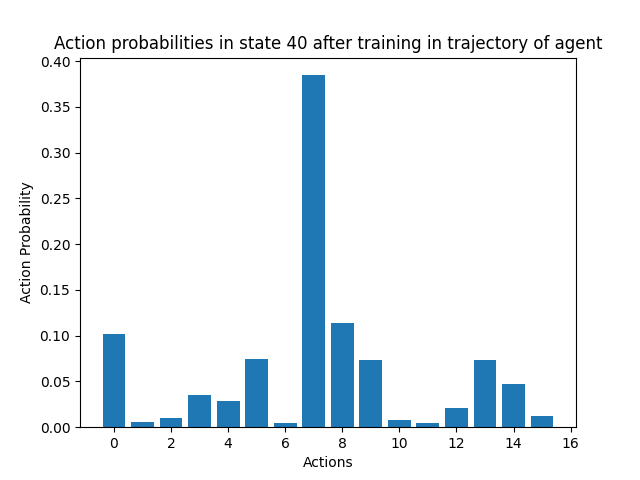 Action probabilities in state 40 after training in trajectory of agent
0.40
0.35
0.30
0.25
0.20
0.15
0.10
0.05
0.00
Action Probability
0 2 4 6 8 10 12 14 16
Actions